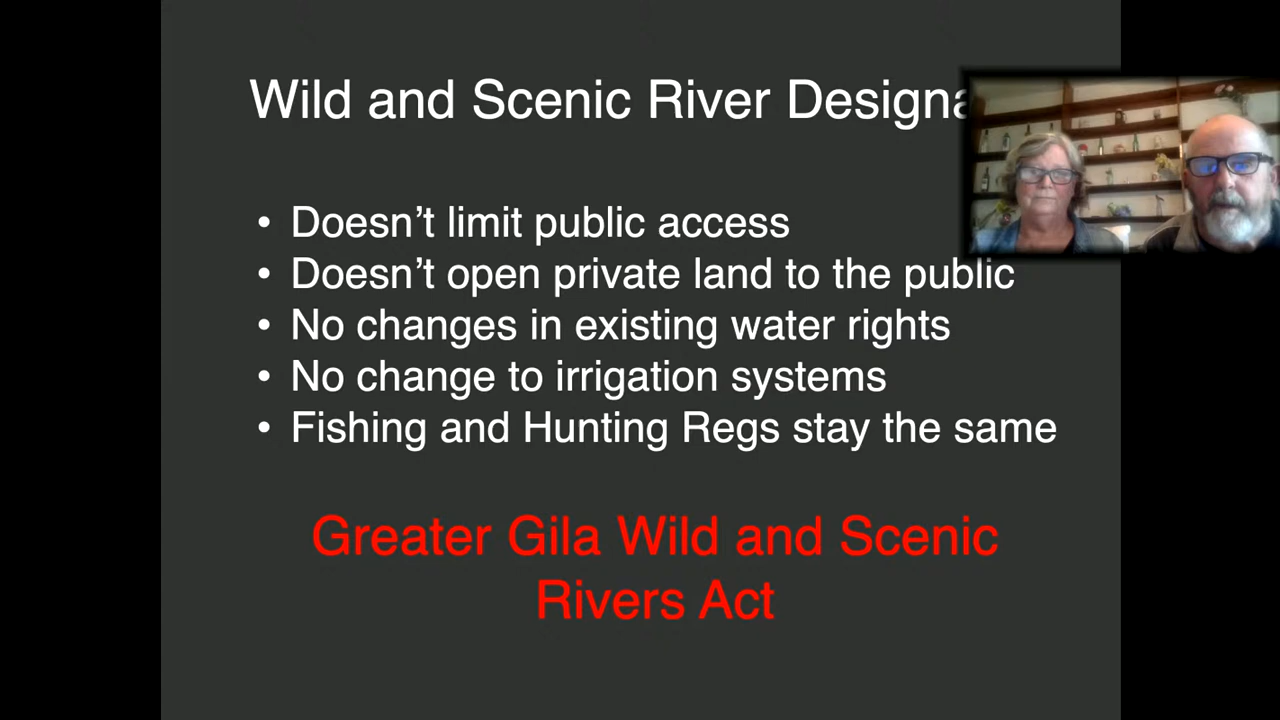 Wild and Scenic River Designa
• Doesn’t limit public access
• Doesn’t open private land to the public
• No changes in existing water rights
• No change to irrigation systems
• Fishing and Hunting Regs stay the same
Greater Gila Wild and Scenic
Rivers Act